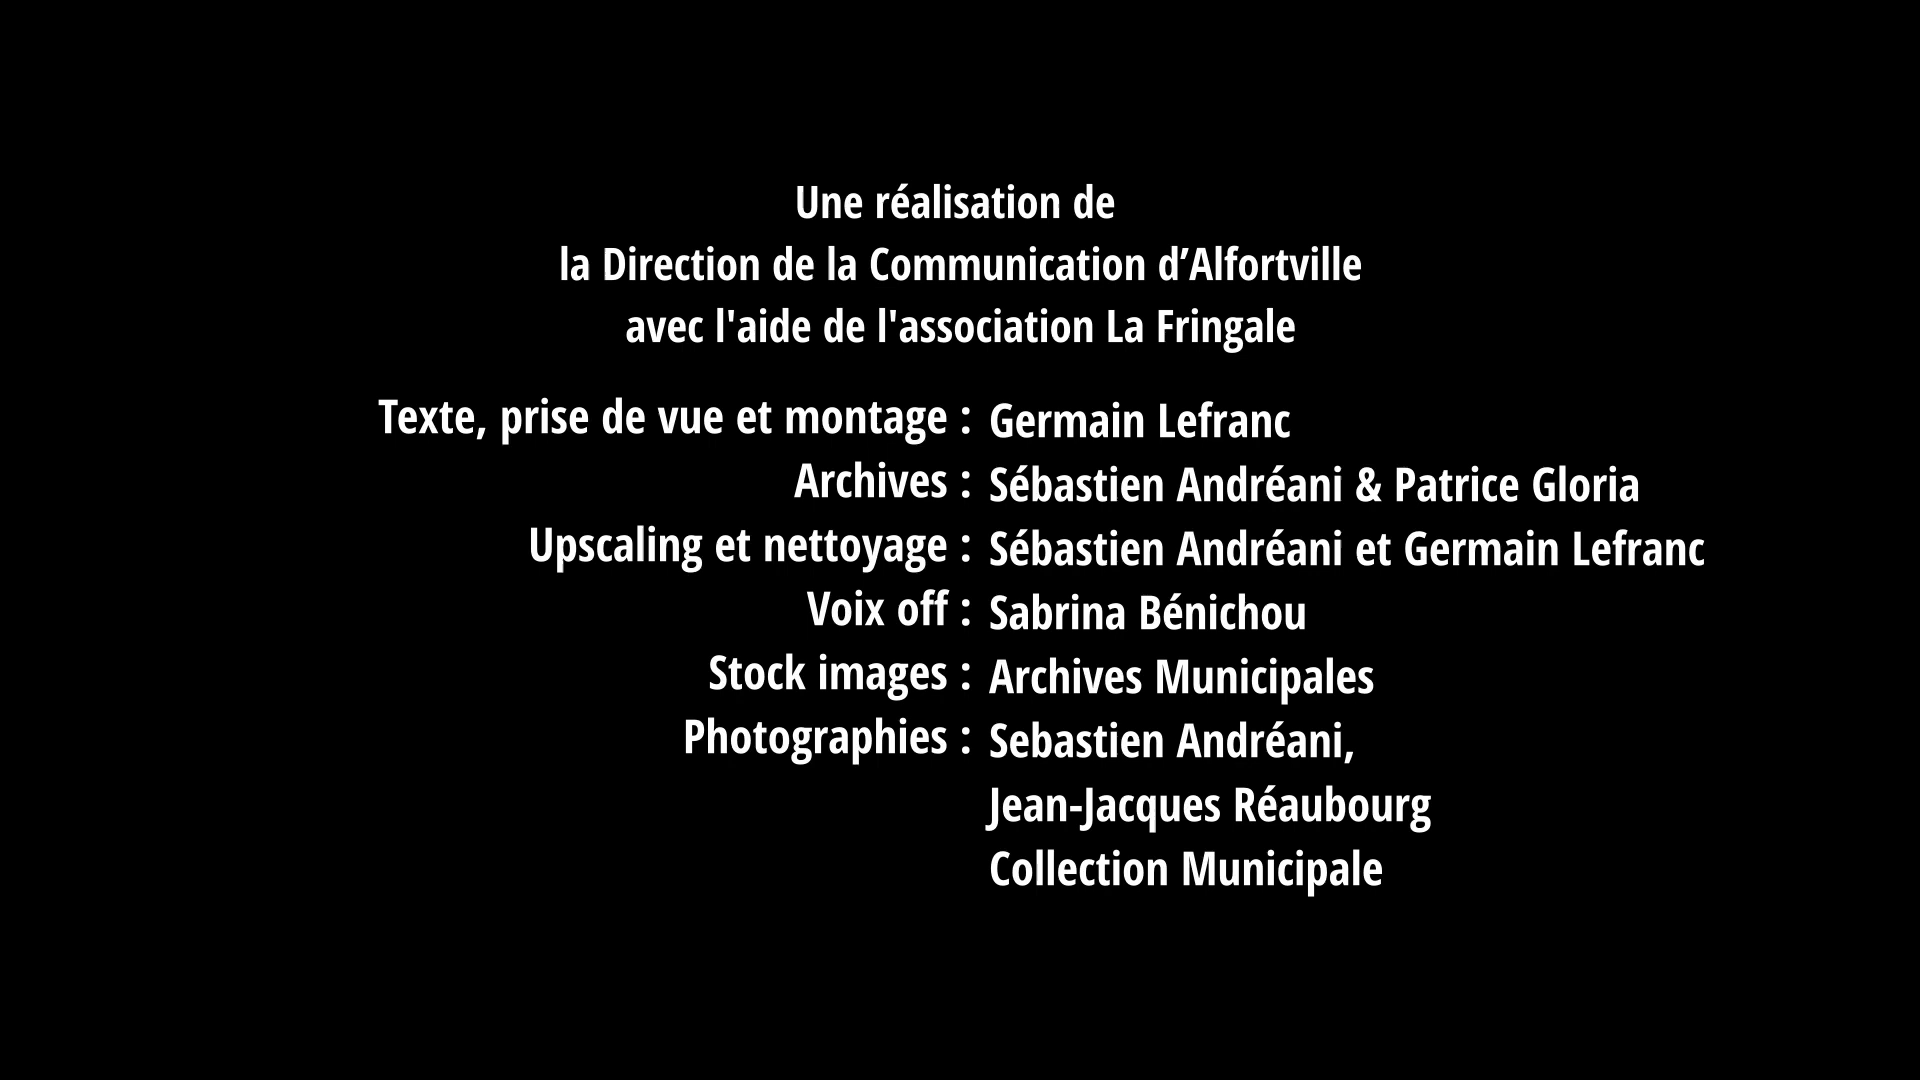 Une réalisation de
la Direction de la Communication d’Alfortville
avec l'aide de l'association La Fringale
Texte, prise de vue et montage : Germain Lefranc
Archives : Sébastien Andréani & Patrice Gloria
Upscaling et nettoyage : Sébastien Andréani et Germain Lefranc
Voix off : Sabrina Bénichou
Stock images : Archives Municipales
Photographies : Sebastien Andréani,
Jean-Jacques Réaubourg
Collection Municipale